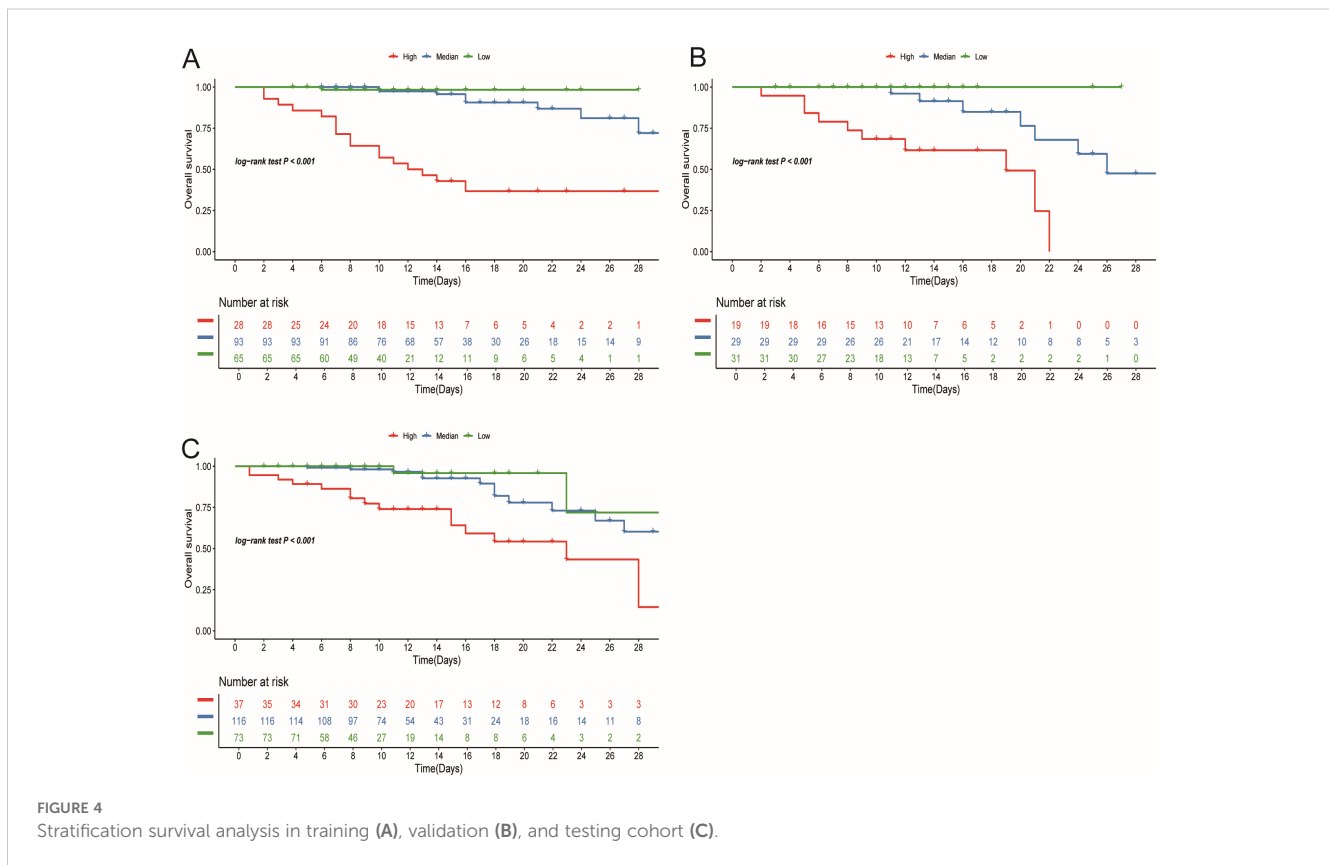 A
High Median Low
1.00
0.75
0.50
0.25
0.00
Overall survival
log-rank test P < 0.001
0 2 4 6 8 10 12 14 16 18 20 22 24 26 28
Time(Days)
Number at risk
28 28 25 24 20 18 15 13 7 6 5 4 2 2 1
93 93 93 91 86 76 68 57 38 30 26 18 15 14 9
65 65 65 60 49 40 21 12 11 9 6 5 4 1 1
0 2 4 6 8 10 12 14 16 18 20 22 24 26 28
Time(Days)
B
High Median Low
1.00
0.75
0.50
0.25
0.00
Overall survival
log-rank test P < 0.001
0 2 4 6 8 10 12 14 16 18 20 22 24 26 28
Time(Days)
Number at risk
19 19 18 16 15 13 10 7 6 5 2 1 0 0 0
29 29 29 29 26 26 21 17 14 12 10 8 8 5 3
31 31 30 27 23 18 13 7 5 2 2 2 2 1 0
0 2 4 6 8 10 12 14 16 18 20 22 24 26 28
Time(Days)
C
High Median Low
1.00
0.75
0.50
0.25
0.00
Overall survival
log-rank test P < 0.001
0 2 4 6 8 10 12 14 16 18 20 22 24 26 28
Time(Days)
Number at risk
37 35 34 31 30 23 20 17 13 12 8 6 3 3 3
116 116 114 108 97 74 54 43 31 24 18 16 14 11 8
73 73 71 58 46 27 19 14 8 8 6 4 3 2 2
0 2 4 6 8 10 12 14 16 18 20 22 24 26 28
Time(Days)
FIGURE 4
Stratification survival analysis in training (A), validation (B), and testing cohort (C).